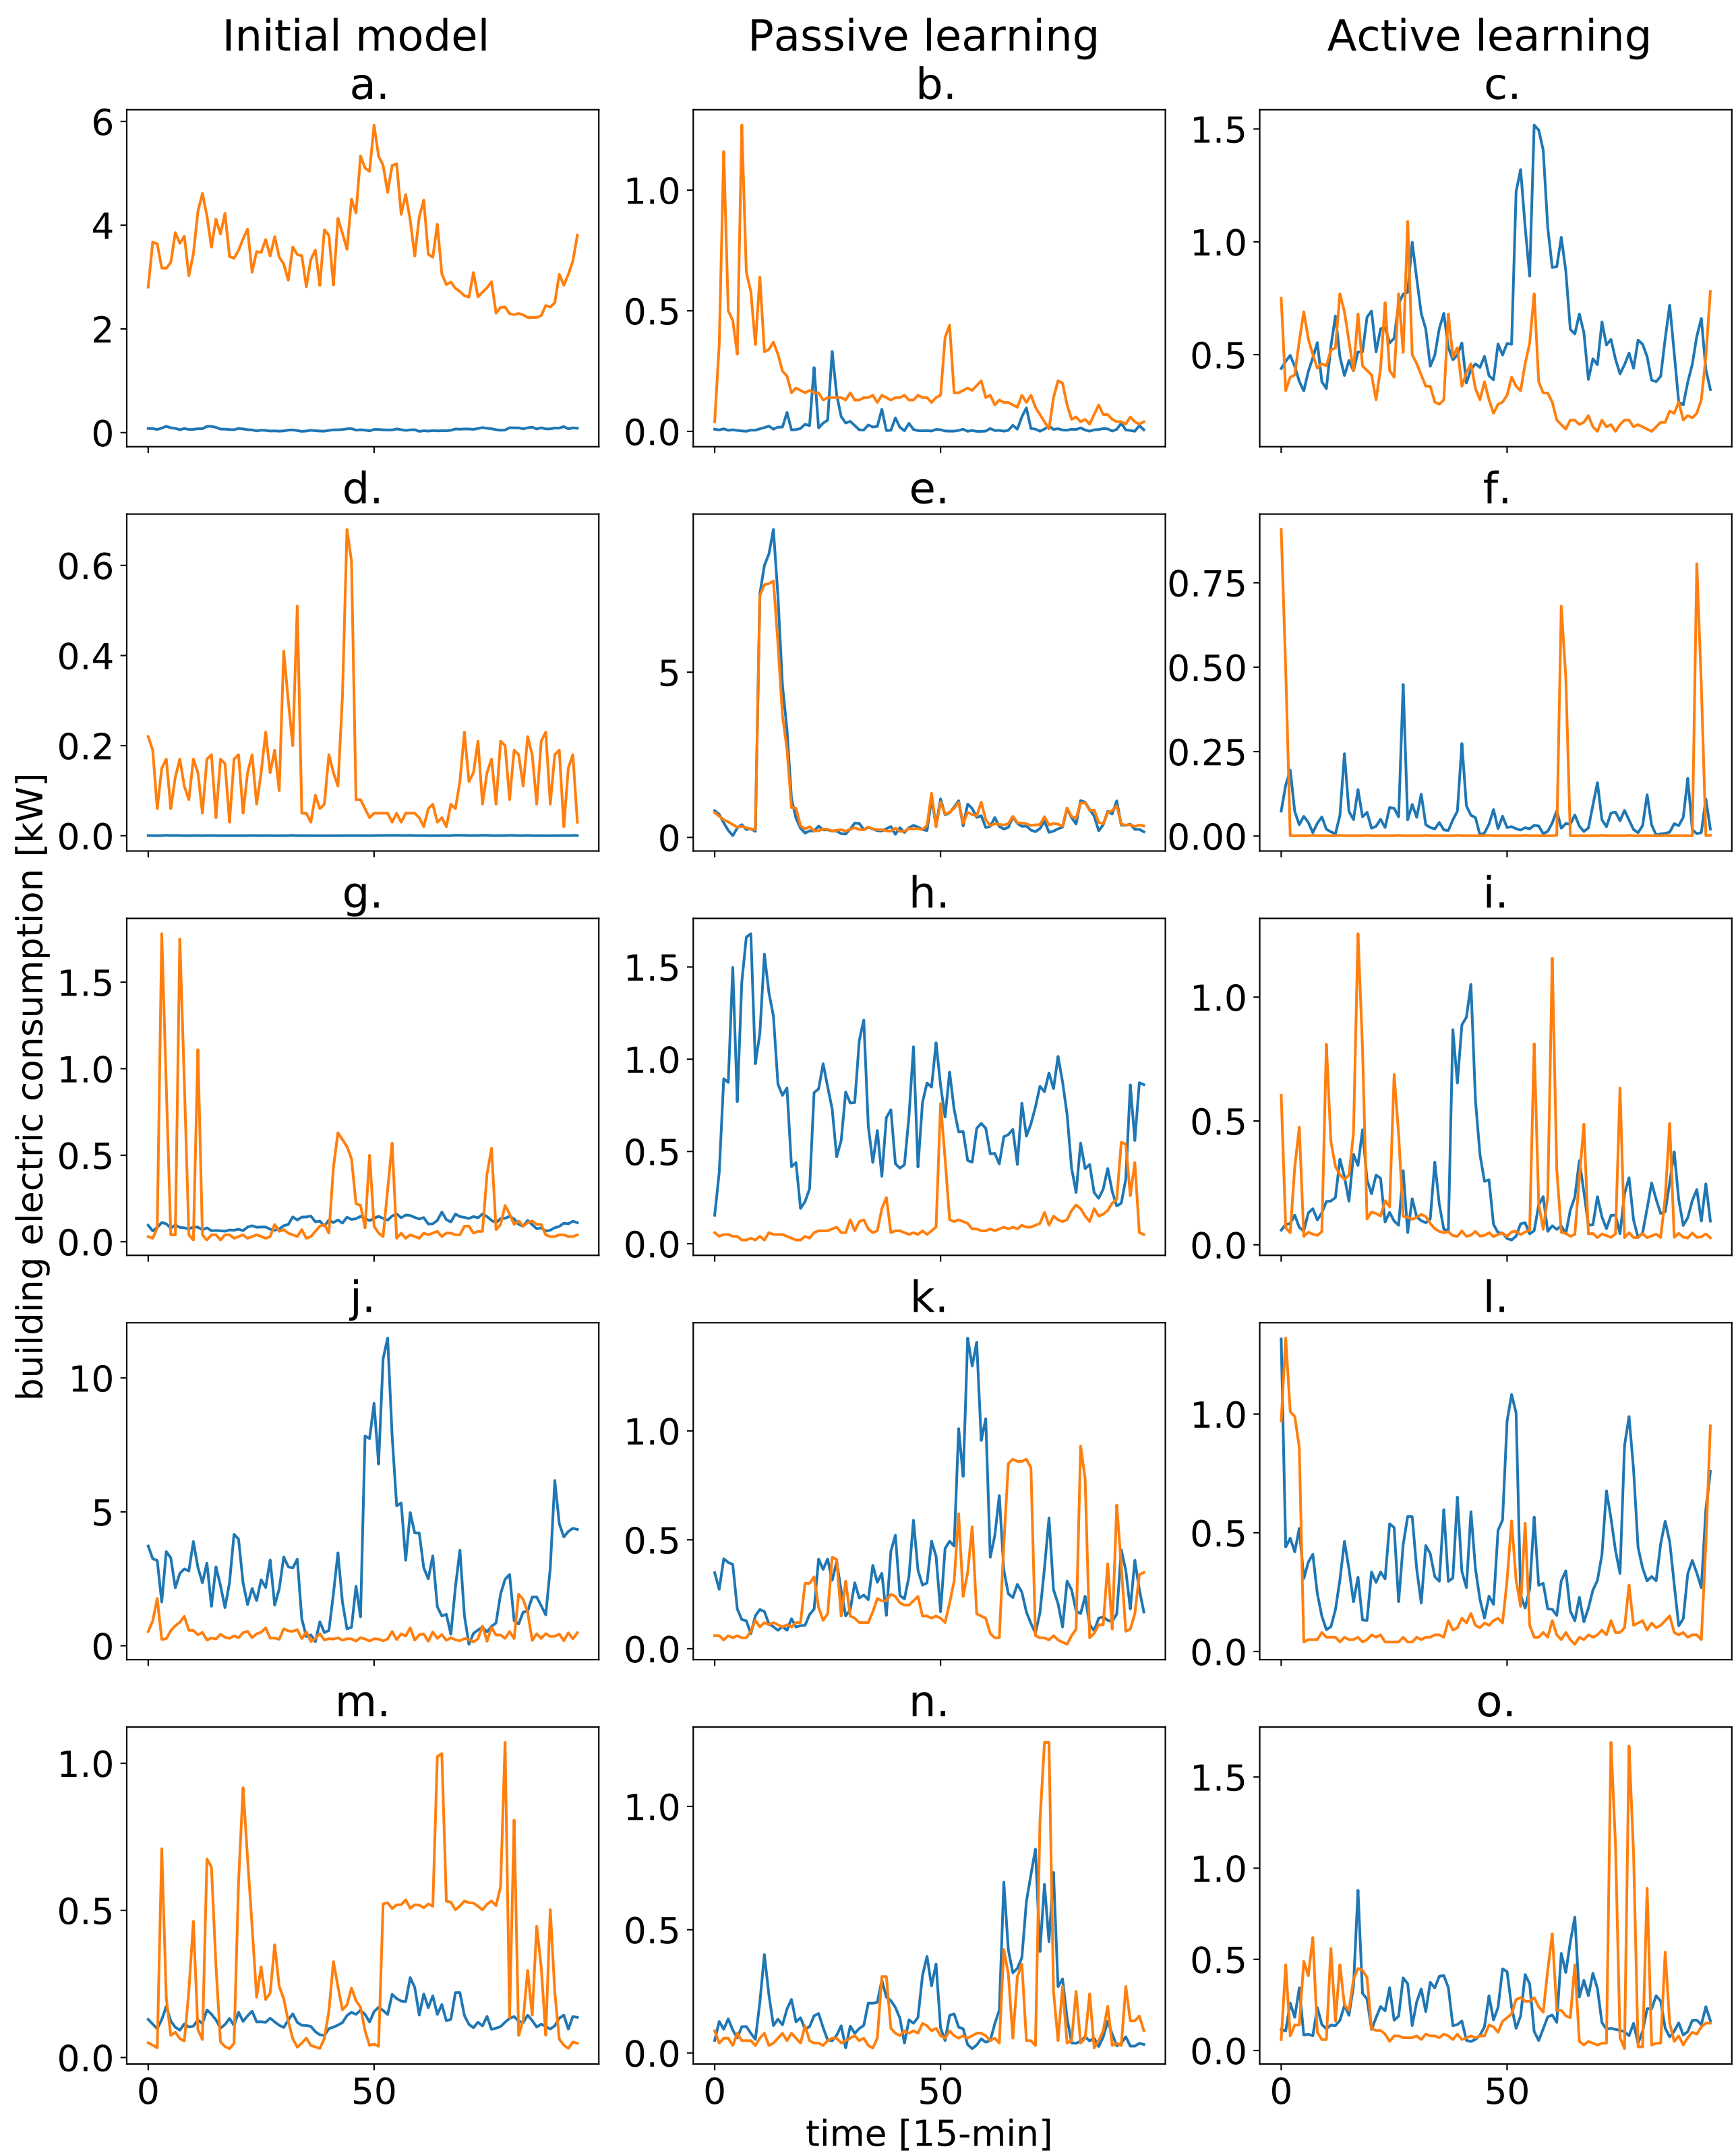 Initial model
Passive learning
Active learning
a.
b.
c.
6
4
2
0
1.0
0.5
0.0
1.5
1.0
0.5
d.
e.
f.
0.6
0.4
0.2
0.0
5
0
0.75
0.50
0.25
0.00
g.
h.
i.
1.5
1.0
0.5
0.0
1.5
1.0
0.5
0.0
1.0
0.5
0.0
j.
k.
l.
10
5
0
1.0
0.5
0.0
1.0
0.5
0.0
m.
n.
o.
1.0
0.5
0.0
1.0
0.5
0.0
1.5
1.0
0.5
0.0
0 50
0 50
0 50
building electric consumption [kW]
time [15-min]